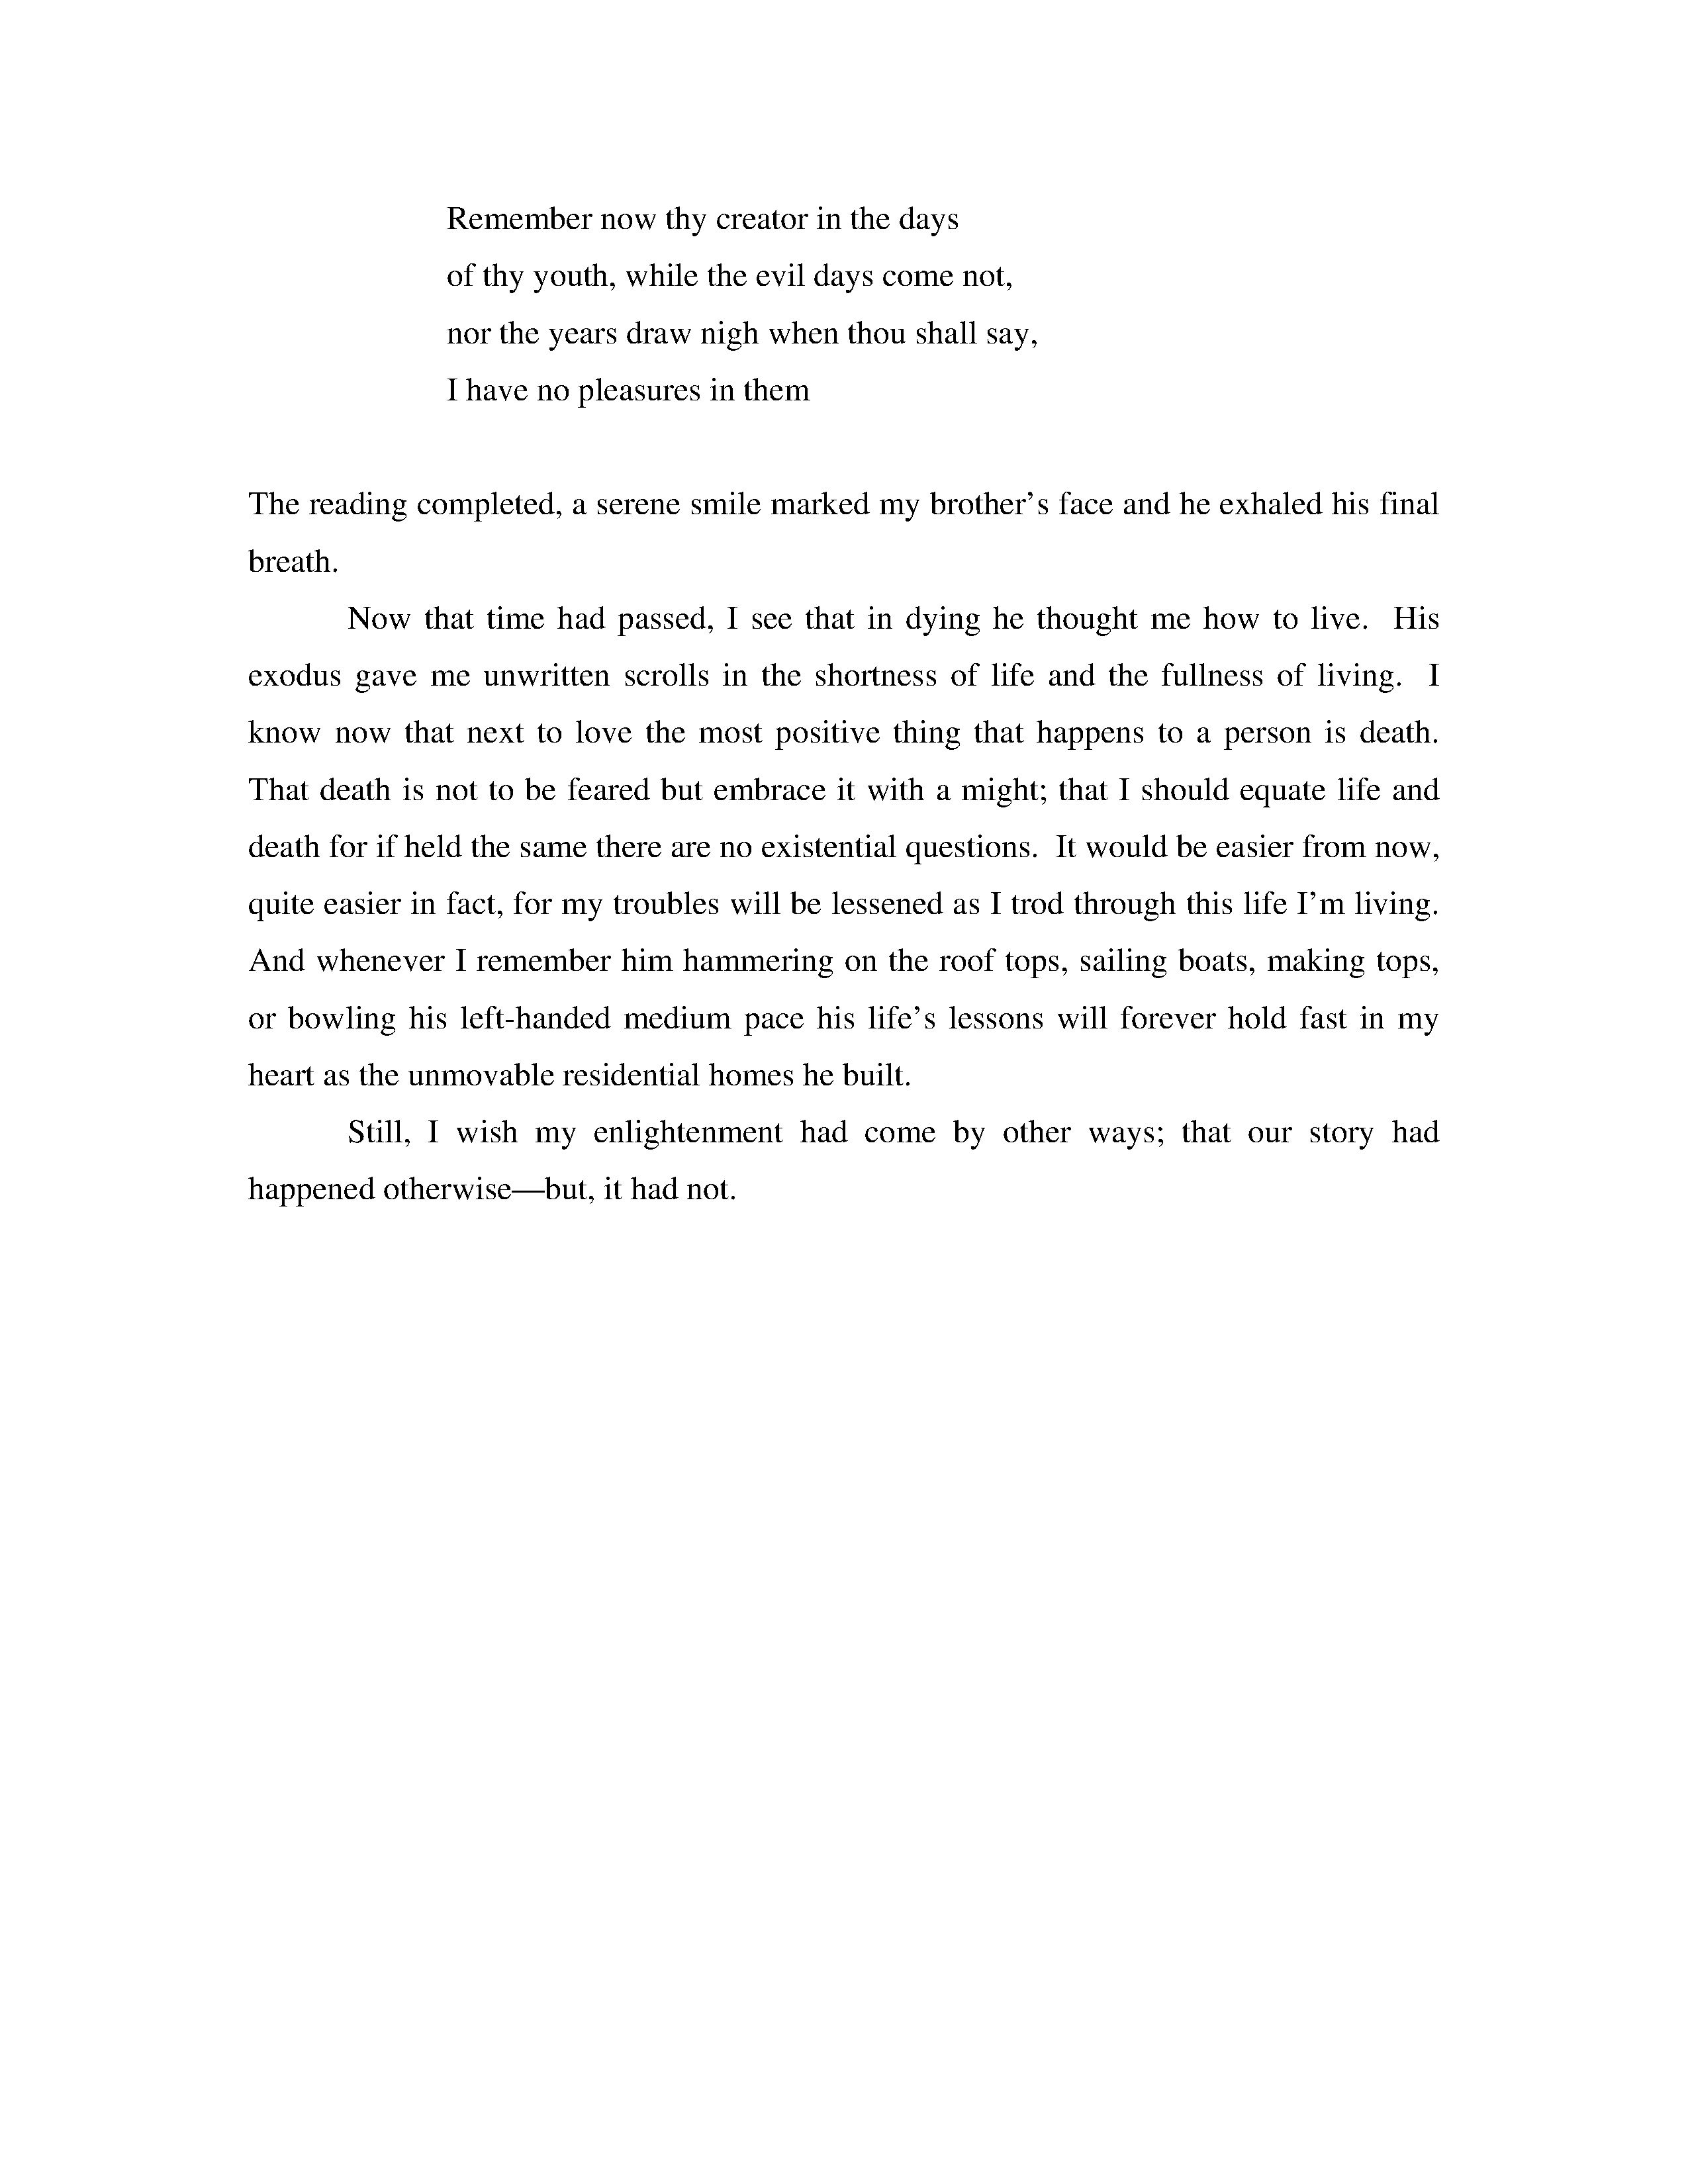 Remember now thy creator in the days
of thy youth, while the evil days come not,
nor the years draw nigh when thou shall say,
I have no pleasures in them
The reading completed, a serene smile marked my brother’s face and he exhaled his final
breath.
Now that time had passed, I see that in dying he thought me how to live.  His
exodus gave me unwritten scrolls in the shortness of life and the fullness of living.  I
know now that next to love the most positive thing that happens to a person is death.
That death is not to be feared but embrace it with a might; that I should equate life and
death for if held the same there are no existential questions.  It would be easier from now,
quite easier in fact, for my troubles will be lessened as I trod through this life I’m living.
And whenever I remember him hammering on the roof tops, sailing boats, making tops,
or bowling his left-handed medium pace his life’s lessons will forever hold fast in my
heart as the unmovable residential homes he built.
Still, I wish my enlightenment had come by other ways; that our story had
happened otherwise—but, it had not.